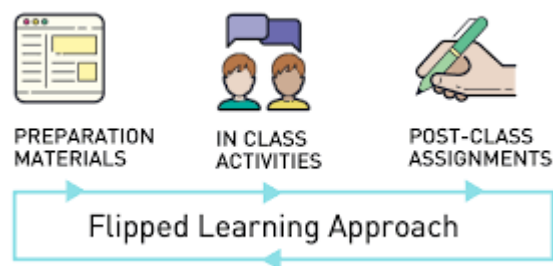 PREPARATION
MATERIALS
IN CLASS
ACTIVITIES
POST-CLASS
ASSIGNMENTS
Flipped Learning Approach